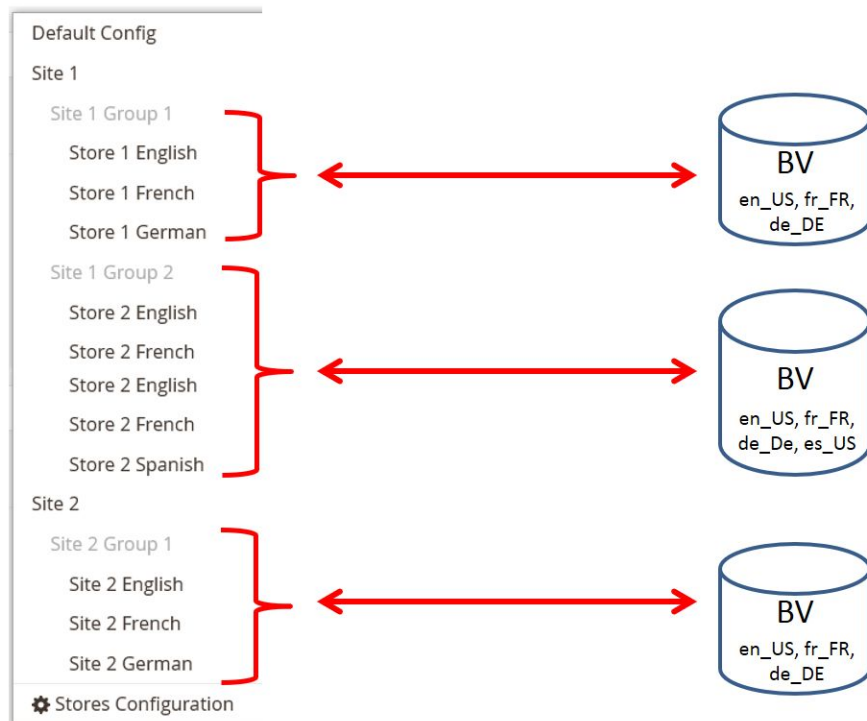 Default Config
Site 1
Site 1 Group 1
Store 1 English
Store 1 French
Store 1 German
Site 1 Group 2
Store 2 English
Store 2 French
Store 2 English
Store 2 French
Store 2 Spanish
Site 2
Site 2 Group 1
Site 2 English
Site 2 French
Site 2 German
Stores Configuration
BV
en_US, fr_FR,
de_DE
BV
en_US, fr_FR,
de_De, es_US
BV
en_US, fr_FR,
de_DE